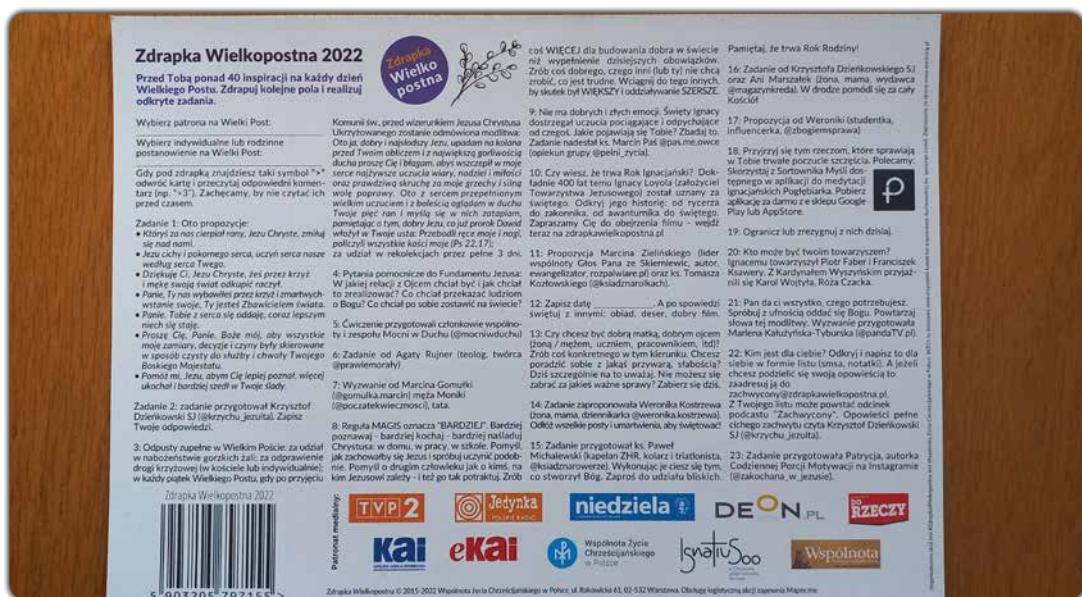 Zdrapka Wielkopostna 2022
Przed Tobą ponad 40 inspiracji na każdy dzień
Wielkiego Postu. Zdrapuj kolejne pola i realizuj
odkryte zadania.
Wybierz patrona na Wielki Post:
Wybierz indywidualne lub rodzinne
postanowienie na Wielki Post:
Gdy pod zdrapką znajdziesz taki symbol ">"
odwróć kartę i przeczytaj odpowiedni komen-
tarz (np. ">3"). Zachęcamy, by nie czytać ich
przed czasem.
Zadanie 1: Oto propozycje:
• Któryś za nas cierpiał rany, Jezu Chryste, zmiłuj
się nad nami.
• Jezu cichy i pokornego serca, uczyń serca nasze
według serca Twego.
• Dziękuję Ci, Jezu Chryste, żeś przez krzyż
i mękę swoją świat odkupić raczył.
• Panie, Ty nas wybawiłeś przez krzyż i zmartwych-
wstanie swoje, Ty jesteś Zbawicielem świata.
• Panie, Tobie z serca się oddaję, coraz lepszym
niech się staję.
• Proszę Cię, Panie, Boże mój, aby wszystkie
moje zamiary, decyzje i czyny były skierowane
w sposób czysty do służby i chwały Twojego
Boskiego Majestatu.
• Pomóż mi, Jezu, abym Cię lepiej poznał, więcej
ukochał i bardziej szedł w Twoje ślady.
Zadanie 2: zadanie przygotował Krzysztof
Dzieńkowski SJ (@krzychu_jezuita). Zapisz
Twoje odpowiedzi.
3: Odpusty zupełne w Wielkim Poście: za udział
w nabożeństwie gorzkich żali; za odprawienie
drogi krzyżowej (w kościele lub indywidualnie);
w każdy piątek Wielkiego Postu, gdy po przyjęciu
Zdrapka
Wielko
postna
Komunii św., przed wizerunkiem Jezusa Chrystusa
Ukrzyżowanego zostanie odmówiona modlitwa:
Oto ja, dobry i najsłodszy Jezu, upadam na kolana
przed Twoim obliczem i z największą gorliwością
ducha proszę Cię i błagam, abyś wszczepił w moje
serce najżywsze uczucia wiary, nadziei i miłości
oraz prawdziwą skruchę za moje grzechy i silną
wolę poprawy. Oto z sercem przepełnionym
wielkim uczuciem i z boleścią oglądam w duchu
Twoje pięć ran i myślą się w nich zatapiam,
pamiętając o tym, dobry Jezu, co już prorok Dawid
włożył w Twoje usta: Przebodli ręce moje i nogi,
policzyli wszystkie kości moje (Ps 22,17);
za udział w rekolekcjach przez pełne 3 dni.
4: Pytania pomocnicze do Fundamentu Jezusa:
W jakiej relacji z Ojcem chciał być i jak chciał
to zrealizować? Co chciał przekazać ludziom
o Bogu? Co chciał po sobie zostawić na świecie?
5: Ćwiczenie przygotowali członkowie wspólno-
ty i zespołu Mocni w Duchu (@mocniwduchu)
6: Zadanie od Agaty Rujner (teolog, twórca
@prawiemorały)
7: Wyzwanie od Marcina Gomułki
(@gomulka.marcin) męża Moniki
(@poczatekwiecznosci), tata.
8: Reguła MAGIS oznacza "BARDZIEJ". Bardziej
poznawaj - bardziej kochaj - bardziej naśladuj
Chrystusa: w domu, w pracy, w szkole. Pomyśl,
jak zachowałby się Jezus i spróbuj uczynić podob-
nie. Pomyśl o drugim człowieku jak o kimś, na
kim Jezusowi zależy - i też go tak potraktuj. Zrób
coś WIĘCEJ dla budowania dobra w świecie
niż wypełnienie dzisiejszych obowiązków.
Zrób coś dobrego, czego inni (lub ty) nie chcą
zrobić, co jest trudne. Wciągnij do tego innych,
by skutek był WIĘKSZY i oddziaływanie SZERSZE.
9: Nie ma dobrych i złych emocji. Święty Ignacy
dostrzegał uczucia pociągające i odpychające
od czegoś. Jakie pojawiają się Tobie? Zbadaj to.
Zadanie nadesłał ks. Marcin Paś @pas.me.owce
(opiekun grupy @pelni_zycia).
10: Czy wiesz, że trwa Rok Ignacjański? Do-
kładnie 400 lat temu Ignacy Loyola (założyciel
Towarzystwa Jezusowego) został uznany za
świętego. Odkryj jego historię: od rycerza
do zakonnika, od awanturnika do świętego.
Zapraszamy Cię do obejrzenia filmu - wejdź
teraz na zdrapkawielkopostna.pl
11: Propozycja Marcina Zielińskiego (lider
wspólnoty Głos Pana ze Skierniewic, autor,
ewangelizator, rozpalwiare.pl) oraz ks. Tomasza
Kozłowskiego (@ksiadznarolkach).
12: Zapisz datę ____________. A po spowiedzi
świętuj z innymi: obiad, deser, dobry film.
13: Czy chcesz być dobrą matką, dobrym ojcem
(żoną / mężem, uczniem, pracownikiem, itd)?
Zrób coś konkretnego w tym kierunku. Chcesz
poradzić sobie z jakąś przywarą, słabością?
Dziś szczególnie na to uważaj. Nie możesz się
zabrać za jakieś ważne sprawy? Zabierz się dziś.
14: Zadanie zaproponowała Weronika Kostrzewa
(żona, mama, dziennikarka @weronika.kostrzewa).
Odłóż wszelkie posty i umartwienia, aby świętować!
15: Zadanie przygotował ks. Paweł
Michalewski (kapelan ZHR, kolarz i triatlonista,
@ksiadznarowerze). Wykonując je ciesz się tym,
co stworzył Bóg. Zaproś do udziału bliskich.
Pamiętaj, że trwa Rok Rodziny!
16: Zadanie od Krzysztofa Dzieńkowskiego SJ
oraz Ani Marszałek (żona, mama, wydawca
@magazynkreda). W drodze pomódl się za cały
Kościół
17: Propozycja od Weroniki (studentka,
influencerka, @zbogiemsprawa)
18: Przyjrzyj się tym rzeczom, które sprawiają
w Tobie trwałe poczucie szczęścia. Polecamy:
Skorzystaj z Sortownika Myśli dos-
tępnego w aplikacji do medytacji
ignacjańskich Pogłębiarka. Pobierz
aplikację za darmo z e sklepu Google
Play lub AppStore.
19: Ogranicz lub zrezygnuj z nich dzisiaj.
20: Kto może być twoim towarzyszem?
Ignacemu towarzyszył Piotr Faber i Franciszek
Ksawery. Z Kardynałem Wyszyńskim przyjaź-
nili się Karol Wojtyła, Róża Czacka.
21: Pan da ci wszystko, czego potrzebujesz.
Spróbuj z ufnością oddać się Bogu. Powtarzaj
słowa tej modlitwy. Wyzwanie przygotowała
Marlena Kałużyńska-Tyburska (@pandaTV.pl).
22: Kim jest dla ciebie? Odkryj i napisz to dla
siebie w formie listu (smsa, notatki). A jeżeli
chcesz podzielić się swoją opowieścią to
zaadresuj ją do
zachwycony@zdrapkawielkopostna.pl.
Z Twojego listu może powstać odcinek
podcastu "Zachwycony". Opowieści pełne
cichego zachwytu czyta Krzysztof Dzieńkowski
SJ (@krzychu_jezuita).
23: Zadanie przygotowała Patrycja, autorka
Codziennej Porcji Motywacji na Instagramie
(@zakochana_w_jezusie).
Zdrapka Wielkopostna 2022
5 903205 797155 >
Patronat medialny:
TVP 2
Jedynka
POLSKIE RADIO
niedziela
DEON.PL
DO RZECZY
KAI
eKAI
Wspólnota Życia
Chrześcijańskiego
w Polsce
Ignatius500
Wspólnota
Zdrapka Wielkopostna © 2015-2022 Wspólnota Życia Chrześcijańskiego w Polsce, ul. Rakowiecka 61, 02-532 Warszawa. Obsługę logistyczną akcji zapewnia Mapee.me